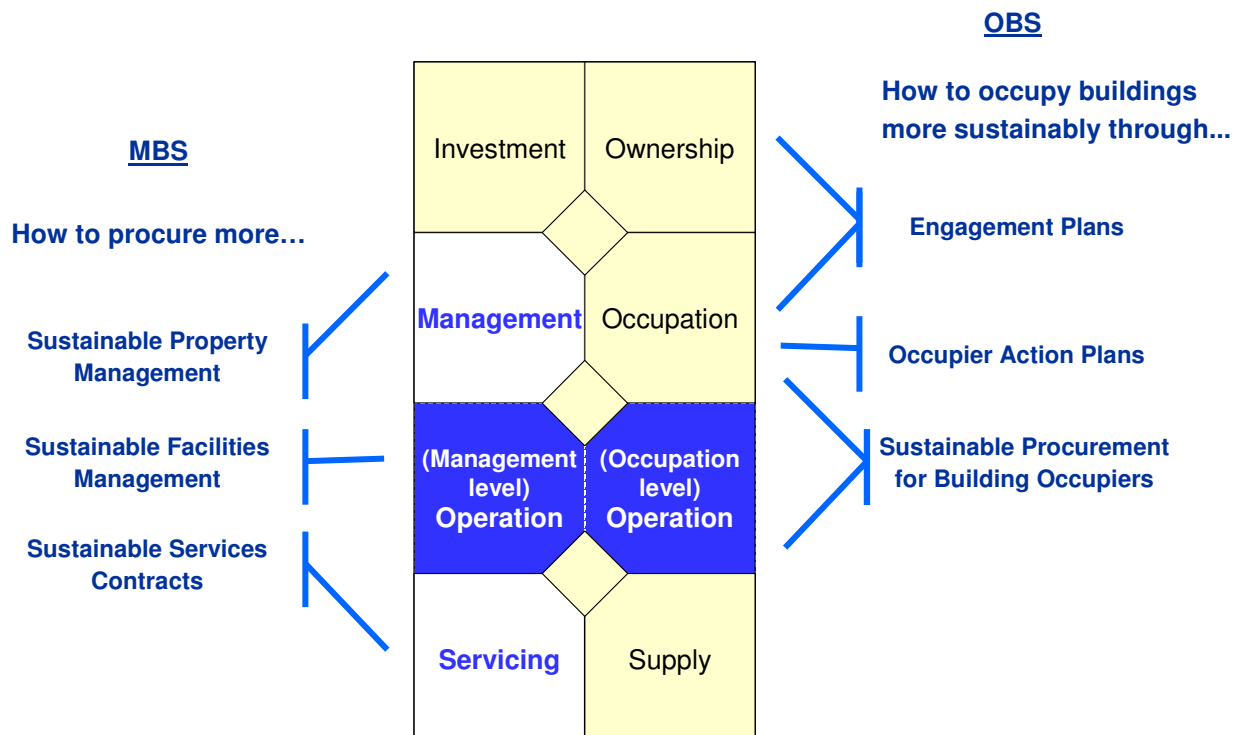 OBS
How to occupy buildings
more sustainably through...
MBS
How to procure more…
Investment
Ownership
Engagement Plans
Management
Occupation
Sustainable Property
Management
Occupier Action Plans
Sustainable Facilities
Management
(Management
level)
Operation
(Occupation
level)
Operation
Sustainable Procurement
for Building Occupiers
Sustainable Services
Contracts
Servicing
Supply